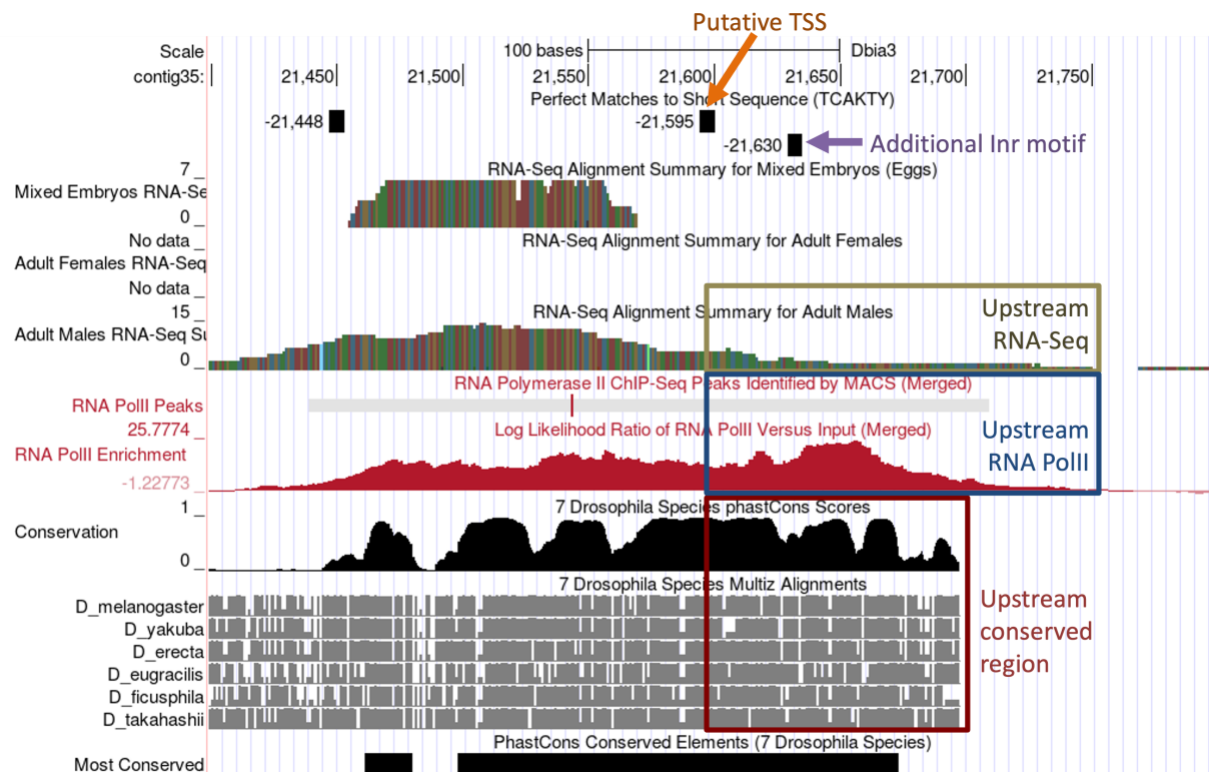 Putative TSS
Scale 100 bases Dbia3
contig35: 21,450 21,500 21,550 21,600 21,650 21,700 21,750
Perfect Matches to Short Sequence (TCAKTY)
-21,448 -21,595
-21,630 Additional Inr motif
RNA-Seq Alignment Summary for Mixed Embryos (Eggs)
7
Mixed Embryos RNA-Se
0
No data RNA-Seq Alignment Summary for Adult Females
Adult Females RNA-Seq
No data
15 RNA-Seq Alignment Summary for Adult Males
Adult Males RNA-Seq Su
0
Upstream
RNA-Seq
RNA Polymerase II ChIP-Seq Peaks Identified by MACS (Merged)
RNA PolII Peaks
25.7774 Log Likelihood Ratio of RNA PolII Versus Input (Merged)
RNA PolII Enrichment
-1.22773
Upstream
RNA PolII
7 Drosophila Species phastCons Scores
1
Conservation
0
7 Drosophila Species Multiz Alignments
D_melanogaster
D_yakuba
D_erecta
D_eugracilis
D_ficusphila
D_takahashii
Upstream
conserved
region
PhastCons Conserved Elements (7 Drosophila Species)
Most Conserved